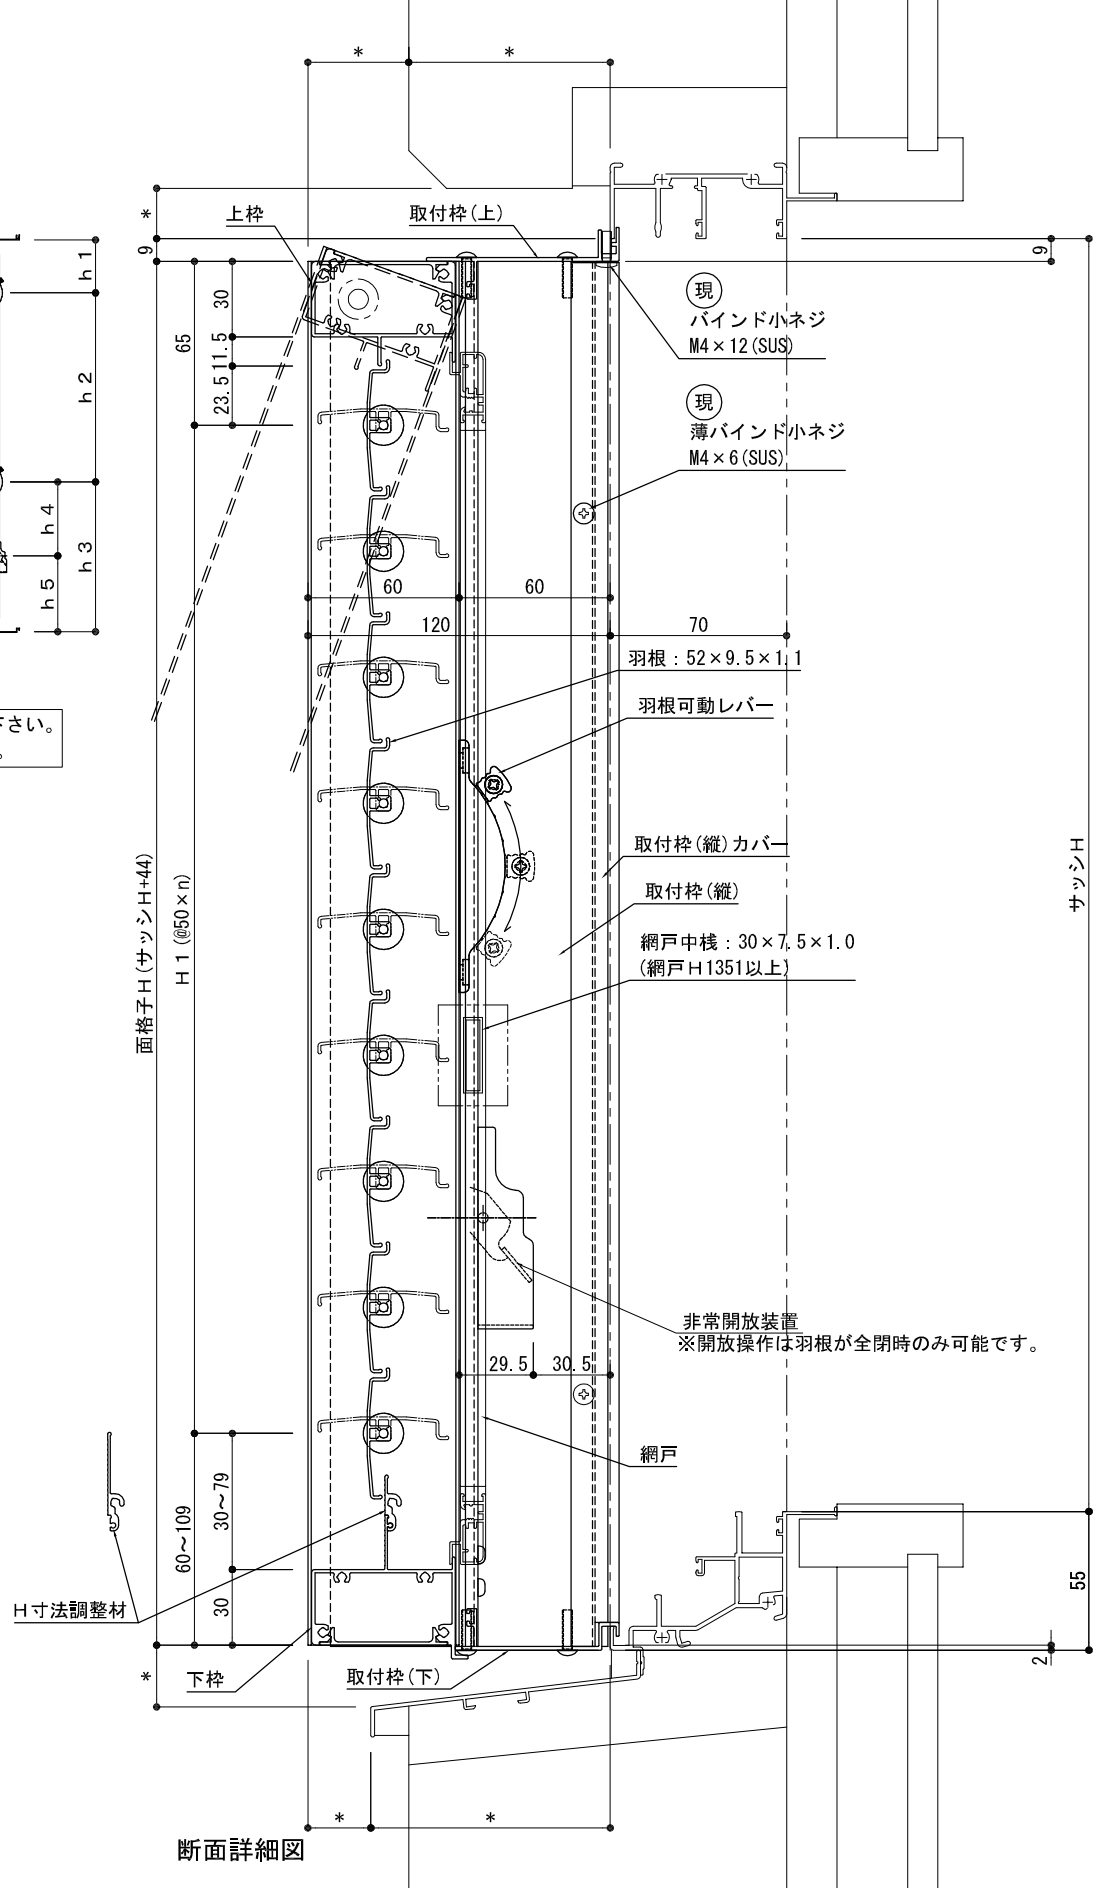 *
*
*
9
上枠
取付枠(上)
9
h1
h2
h4
h3
h5
65
30
11.5
23.5
現
バインド小ネジ
M4×12(SUS)
現
薄バインド小ネジ
M4×6(SUS)
60
60
120
70
羽根：52×9.5×1.1
羽根可動レバー
下さい。
。
取付枠(縦)カバー
取付枠(縦)
網戸中桟：30×7.5×1.0
(網戸H1351以上)
面格子H(サッシH+44)
H1(@50×n)
サッシH
非常開放装置
※開放操作は羽根が全閉時のみ可能です。
29.5
30.5
網戸
30～79
60～109
30
55
2
H寸法調整材
下枠
取付枠(下)
*
*
*
断面詳細図